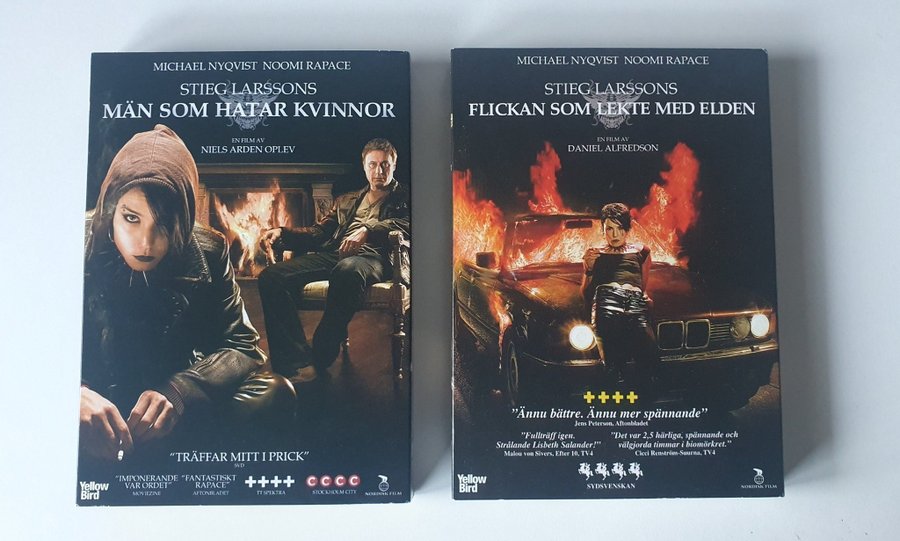 MICHAEL NYQVIST NOOMI RAPACE
STIEG LARSSONS
MÄN SOM HATAR KVINNOR
EN FILM AV
NIELS ARDEN OPLEV
"TRÄFFAR MITT I PRICK"
SVD
"IMPONERANDE
VAR ORDET"
MOVIEZINE
"FANTASTISKT
RAPACE"
AFTONBLADET
++++
TT SPEKTRA
C C C C
STOCKHOLM CITY
Yellow
Bird
NORDISK FILM
MICHAEL NYQVIST NOOMI RAPACE
STIEG LARSSONS
FLICKAN SOM LEKTE MED ELDEN
EN FILM AV
DANIEL ALFREDSON
++++
"Ännu bättre. Ännu mer spännande"
Jens Peterson, Aftonbladet
"Fullträff igen.
Strålande Lisbeth Salander!"
Malou von Sivers, Efter 10, TV4
"Det var 2,5 härliga, spännande och
välgjorda timmar i biomörkret."
Cicci Renström-Suurna, TV4
SYDSVENSKAN
Yellow
Bird
NORDISK FILM